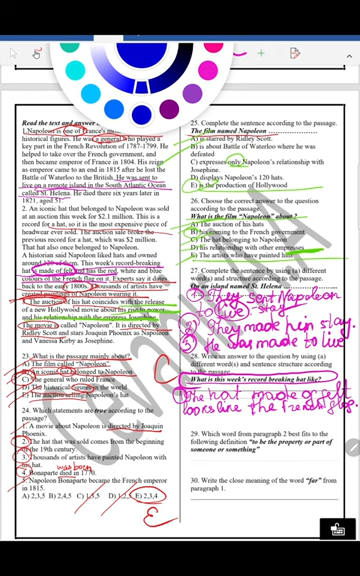 Read the text and answer
1.Napoleon is one of France's
historical figures. He was a general who played a
key part in the French Revolution of 1787-1799.
He helped to take over the French government, and
then became emperor of France in 1804. His reign
as emperor came to an end in 1815 after he lost the
Battle of Waterloo to the British. He was sent to
live on a remote island in the South Atlantic Ocean
called St. Helena. He died there six years later in
1821, aged 51.
2. An iconic hat that belonged to Napoleon was sold
at an auction this week for $2.1 million. This is a
record for a hat, so it is the most expensive piece of
headwear ever sold. The auction sale broke the
previous record for a hat, which was $2 million.
That hat also once belonged to Napoleon.
A historian said Napoleon liked hats and owned
around 120 of them. This week's record-breaking
hat is made of felt and has the red, white and blue
colours of the French flag on it. Experts say it dates
back to the early 1800s. Thousands of artists have
created portraits of Napoleon wearing it.
The auction of his hat coincides with the release
of a new Hollywood movie about his rise to power
and his relationship with the empress Josephine.
The movie is called "Napoleon". It is directed by
Ridley Scott and stars Joaquin Phoenix as Napoleon
and Vanessa Kirby as Josephine.
23. What is the passage mainly about?
A) The film called "Napoleon"
B) An iconic hat belonged to Napoleon
C) The general who ruled France
D) The historical figures in the world
E) The auction selling Napoleon's hat
24. Which statements are true according to the
passage?
1. A movie about Napoleon is directed by Joaquin
Phoenix.
2. The hat that was sold comes from the beginning
of the 19th century.
3. Thousands of artists have painted Napoleon with
his hat.
was born
4. Bonaparte died in 1770.
5. Napoleon Bonaparte became the French emperor
in 1815.
A) 2,3,5 B) 2,4,5 C) 1,3,5 D) 1,2, E) 2,3,4
E
25. Complete the sentence according to the passage.
The film named Napoleon
A) is starred by Ridley Scott.
B) is about Battle of Waterloo where he was
defeated
C) expresses only Napoleon's relationship with
Josephine.
D) displays Napoleon's 120 hats.
E) is the production of Hollywood
26. Choose the correct answer the question
according to the passage.
What is the film "Napoleon" about?
A) The auction of his hats
B) His coming to the French government
C) The hat belonging to Napoleon
D) his relationship with other empresses
E) The artists who have painted him
27. Complete the sentence by using (a) different
word(s) and structure according to the passage.
On an island named St. Helena
1 They sent Napoleon
to live/stay
2 They made him stay.
3 He was made to live
28. Write an answer to the question by using (a)
different word(s) and sentence structure according
to the passage.
What is this week's record breaking hat like?
1 The hat made of felt
looks like the French flag.
29. Which word from paragraph 2 best fits to the
following definition "to be the property or part of
someone or something"
30. Write the close meaning of the word "far" from
paragraph 1.